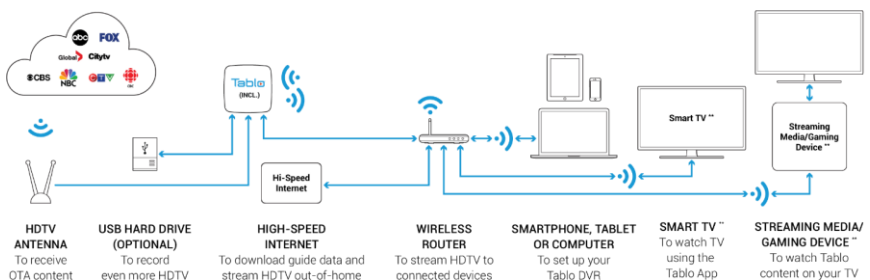 abc FOX
Global Citytv
CBS NBC CTV CBC
Tablo
(INCL.)
Hi-Speed
Internet
Smart TV **
Streaming
Media/Gaming
Device **
HDTV
ANTENNA
To receive
OTA content
USB HARD DRIVE
(OPTIONAL)
To record
even more HDTV
HIGH-SPEED
INTERNET
To download guide data and
stream HDTV out-of-home
WIRELESS
ROUTER
To stream HDTV to
connected devices
SMARTPHONE, TABLET
OR COMPUTER
To set up your
Tablo DVR
SMART TV **
To watch TV
using the
Tablo App
STREAMING MEDIA/
GAMING DEVICE **
To watch Tablo
content on your TV